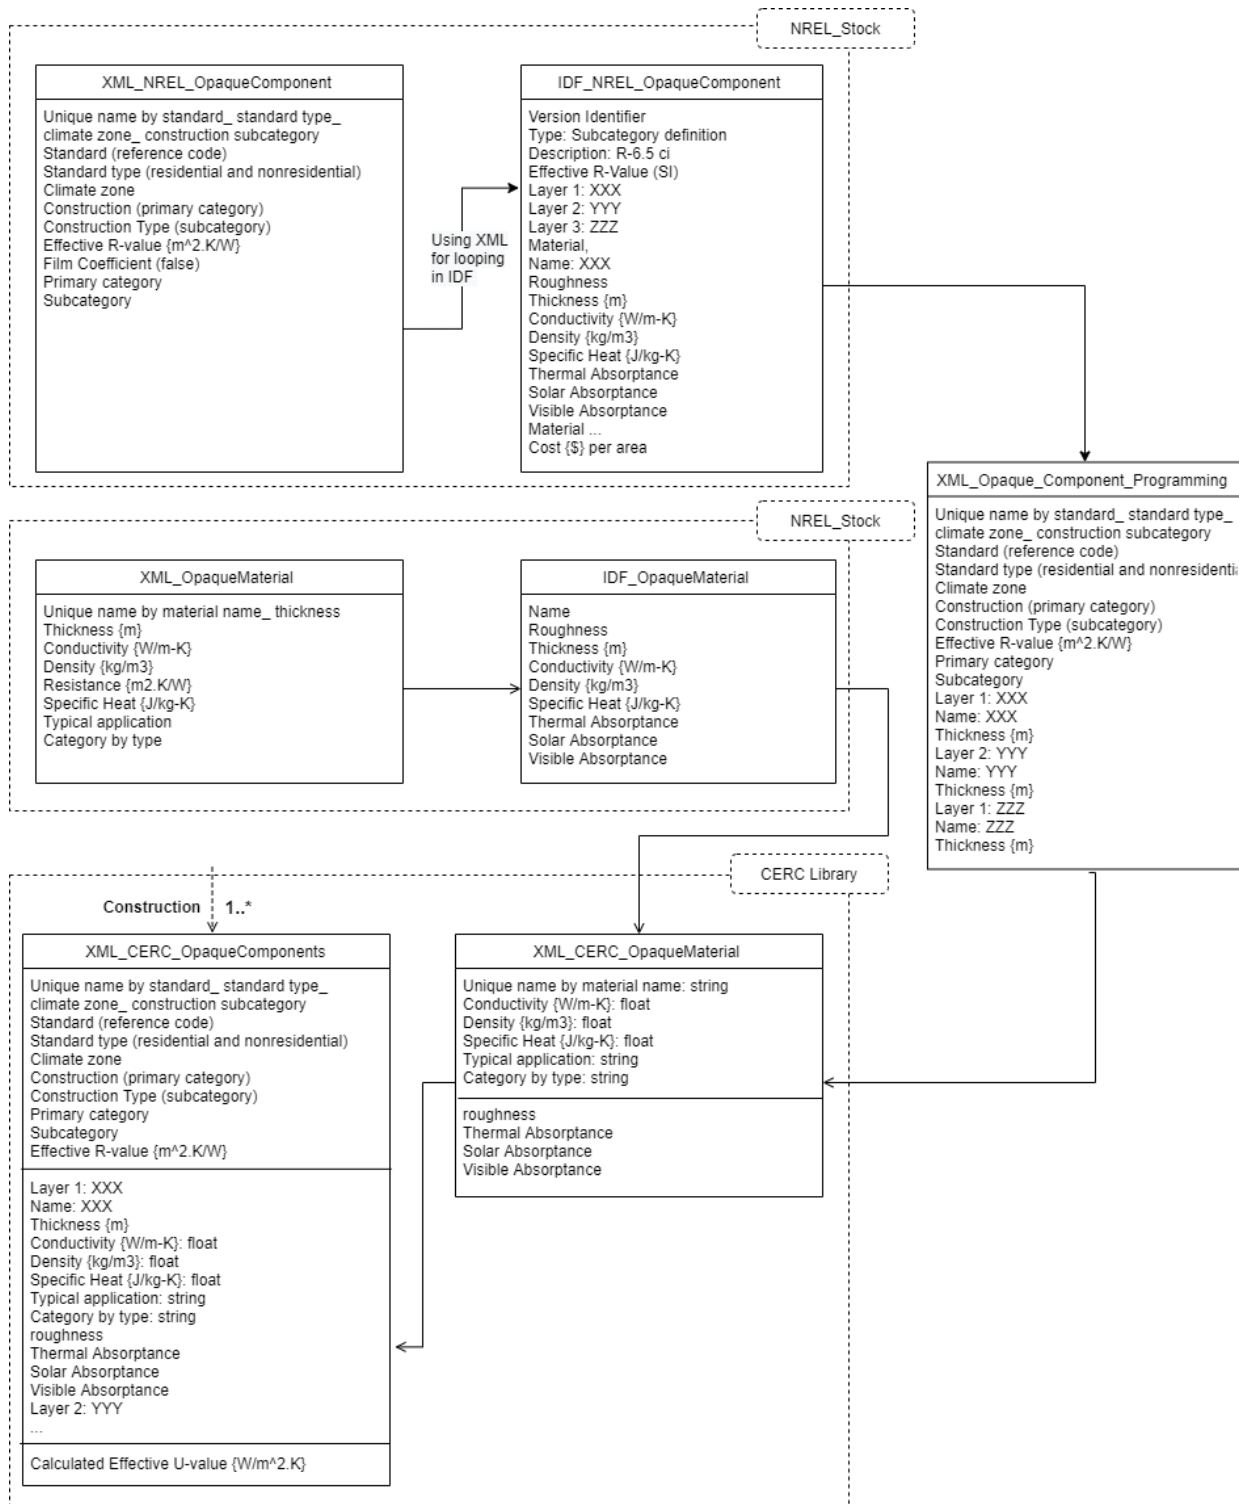 NREL_Stock
XML_NREL_OpaqueComponent
Unique name by standard_ standard type_
climate zone_ construction subcategory
Standard (reference code)
Standard type (residential and nonresidential)
Climate zone
Construction (primary category)
Construction Type (subcategory)
Effective R-value {m^2.K/W}
Film Coefficient (false)
Primary category
Subcategory
Using XML
for looping
in IDF
IDF_NREL_OpaqueComponent
Version Identifier
Type: Subcategory definition
Description: R-6.5 ci
Effective R-Value (SI)
Layer 1: XXX
Layer 2: YYY
Layer 3: ZZZ
Material,
Name: XXX
Roughness
Thickness {m}
Conductivity {W/m-K}
Density {kg/m3}
Specific Heat {J/kg-K}
Thermal Absorptance
Solar Absorptance
Visible Absorptance
Material ...
Cost {$} per area
XML_Opaque_Component_Programming
Unique name by standard_ standard type_
climate zone_ construction subcategory
Standard (reference code)
Standard type (residential and nonresidentia
Climate zone
Construction (primary category)
Construction Type (subcategory)
Effective R-value {m^2.K/W}
Primary category
Subcategory
Layer 1: XXX
Name: XXX
Thickness {m}
Layer 2: YYY
Name: YYY
Thickness {m}
Layer 1: ZZZ
Name: ZZZ
Thickness {m}
NREL_Stock
XML_OpaqueMaterial
Unique name by material name_ thickness
Thickness {m}
Conductivity {W/m-K}
Density {kg/m3}
Resistance {m2.K/W}
Specific Heat {J/kg-K}
Typical application
Category by type
IDF_OpaqueMaterial
Name
Roughness
Thickness {m}
Conductivity {W/m-K}
Density {kg/m3}
Specific Heat {J/kg-K}
Thermal Absorptance
Solar Absorptance
Visible Absorptance
CERC Library
Construction 1..*
XML_CERC_OpaqueComponents
Unique name by standard_ standard type_
climate zone_ construction subcategory
Standard (reference code)
Standard type (residential and nonresidential)
Climate zone
Construction (primary category)
Construction Type (subcategory)
Primary category
Subcategory
Effective R-value {m^2.K/W}
Layer 1: XXX
Name: XXX
Thickness {m}
Conductivity {W/m-K}: float
Density {kg/m3}: float
Specific Heat {J/kg-K}: float
Typical application: string
Category by type: string
roughness
Thermal Absorptance
Solar Absorptance
Visible Absorptance
Layer 2: YYY
...
Calculated Effective U-value {W/m^2.K}
XML_CERC_OpaqueMaterial
Unique name by material name: string
Conductivity {W/m-K}: float
Density {kg/m3}: float
Specific Heat {J/kg-K}: float
Typical application: string
Category by type: string
roughness
Thermal Absorptance
Solar Absorptance
Visible Absorptance